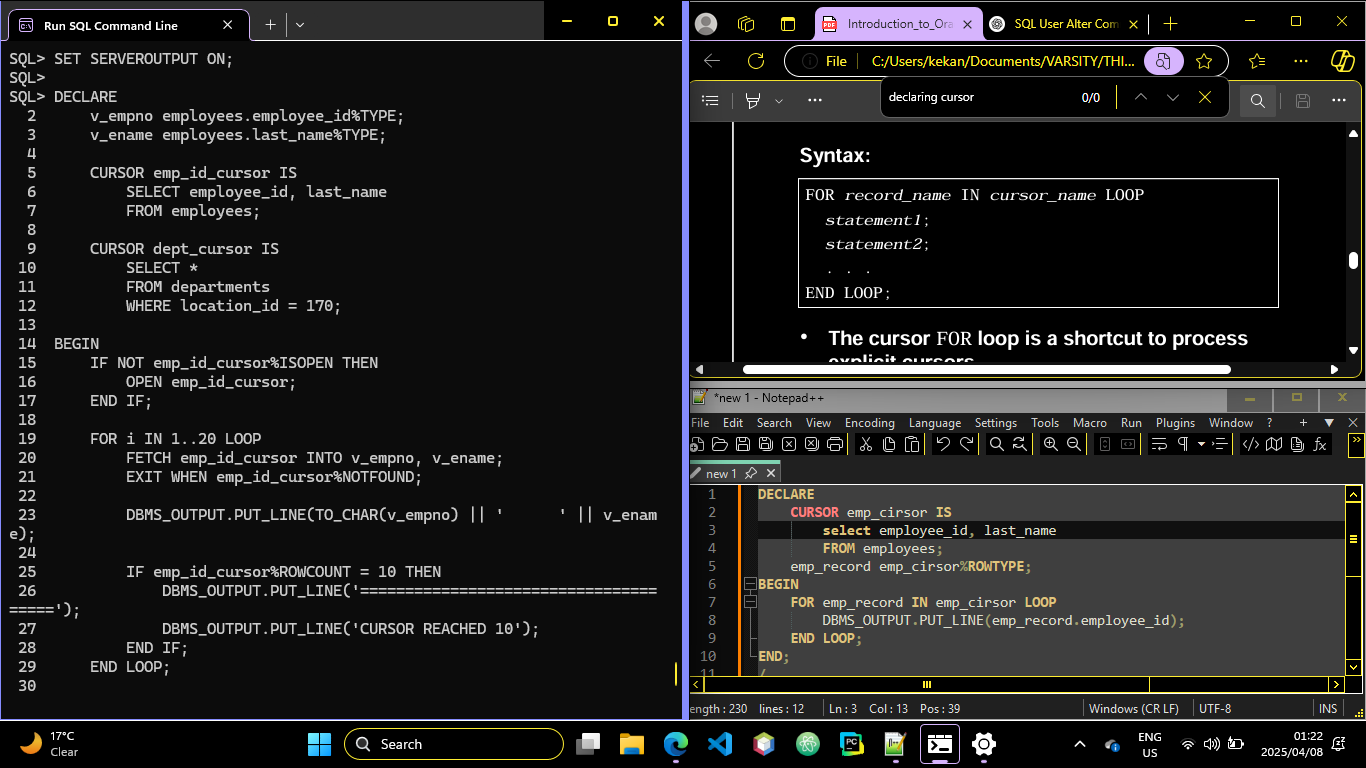 Run SQL Command Line
SQL> SET SERVEROUTPUT ON;
SQL>
SQL> DECLARE
2 v_empno employees.employee_id%TYPE;
3 v_ename employees.last_name%TYPE;
4
5 CURSOR emp_id_cursor IS
6 SELECT employee_id, last_name
7 FROM employees;
8
9 CURSOR dept_cursor IS
10 SELECT *
11 FROM departments
12 WHERE location_id = 170;
13
14 BEGIN
15 IF NOT emp_id_cursor%ISOPEN THEN
16 OPEN emp_id_cursor;
17 END IF;
18
19 FOR i IN 1..20 LOOP
20 FETCH emp_id_cursor INTO v_empno, v_ename;
21 EXIT WHEN emp_id_cursor%NOTFOUND;
22
23 DBMS_OUTPUT.PUT_LINE(TO_CHAR(v_empno) || '      ' || v_enam
e);
24
25 IF emp_id_cursor%ROWCOUNT = 10 THEN
26 DBMS_OUTPUT.PUT_LINE('=================================
=====');
27 DBMS_OUTPUT.PUT_LINE('CURSOR REACHED 10');
28 END IF;
29 END LOOP;
30
Introduction_to_Ora
SQL User Alter Com
File C:/Users/kekan/Documents/VARSITY/THI...
declaring cursor 0/0
Syntax:
FOR record_name IN cursor_name LOOP
statement1;
statement2;
. . .
END LOOP;
• The cursor FOR loop is a shortcut to process
explicit cursors
*new 1 - Notepad++
File Edit Search View Encoding Language Settings Tools Macro Run Plugins Window ?
new 1
1 DECLARE
2 CURSOR emp_cirsor IS
3 select employee_id, last_name
4 FROM employees;
5 emp_record emp_cirsor%ROWTYPE;
6 BEGIN
7 FOR emp_record IN emp_cirsor LOOP
8 DBMS_OUTPUT.PUT_LINE(emp_record.employee_id);
9 END LOOP;
10 END;
11 /
ength : 230 lines : 12 Ln : 3 Col : 13 Pos : 39 Windows (CR LF) UTF-8 INS
17°C
Clear
Search
ENG
US
01:22
2025/04/08